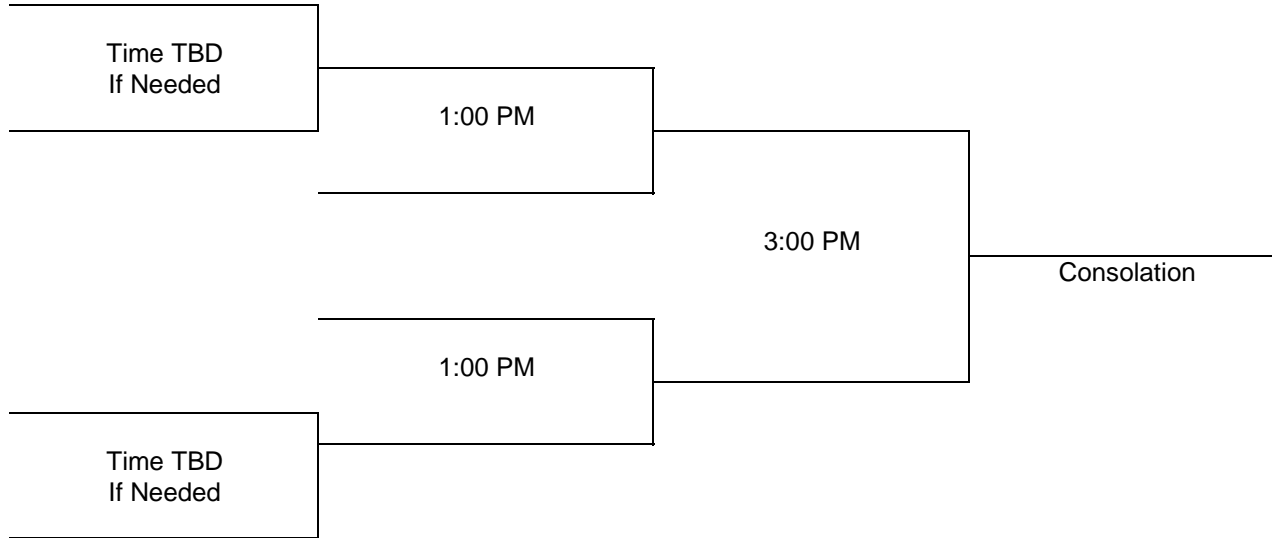 Time TBD
If Needed
1:00 PM
3:00 PM
Consolation
1:00 PM
Time TBD
If Needed